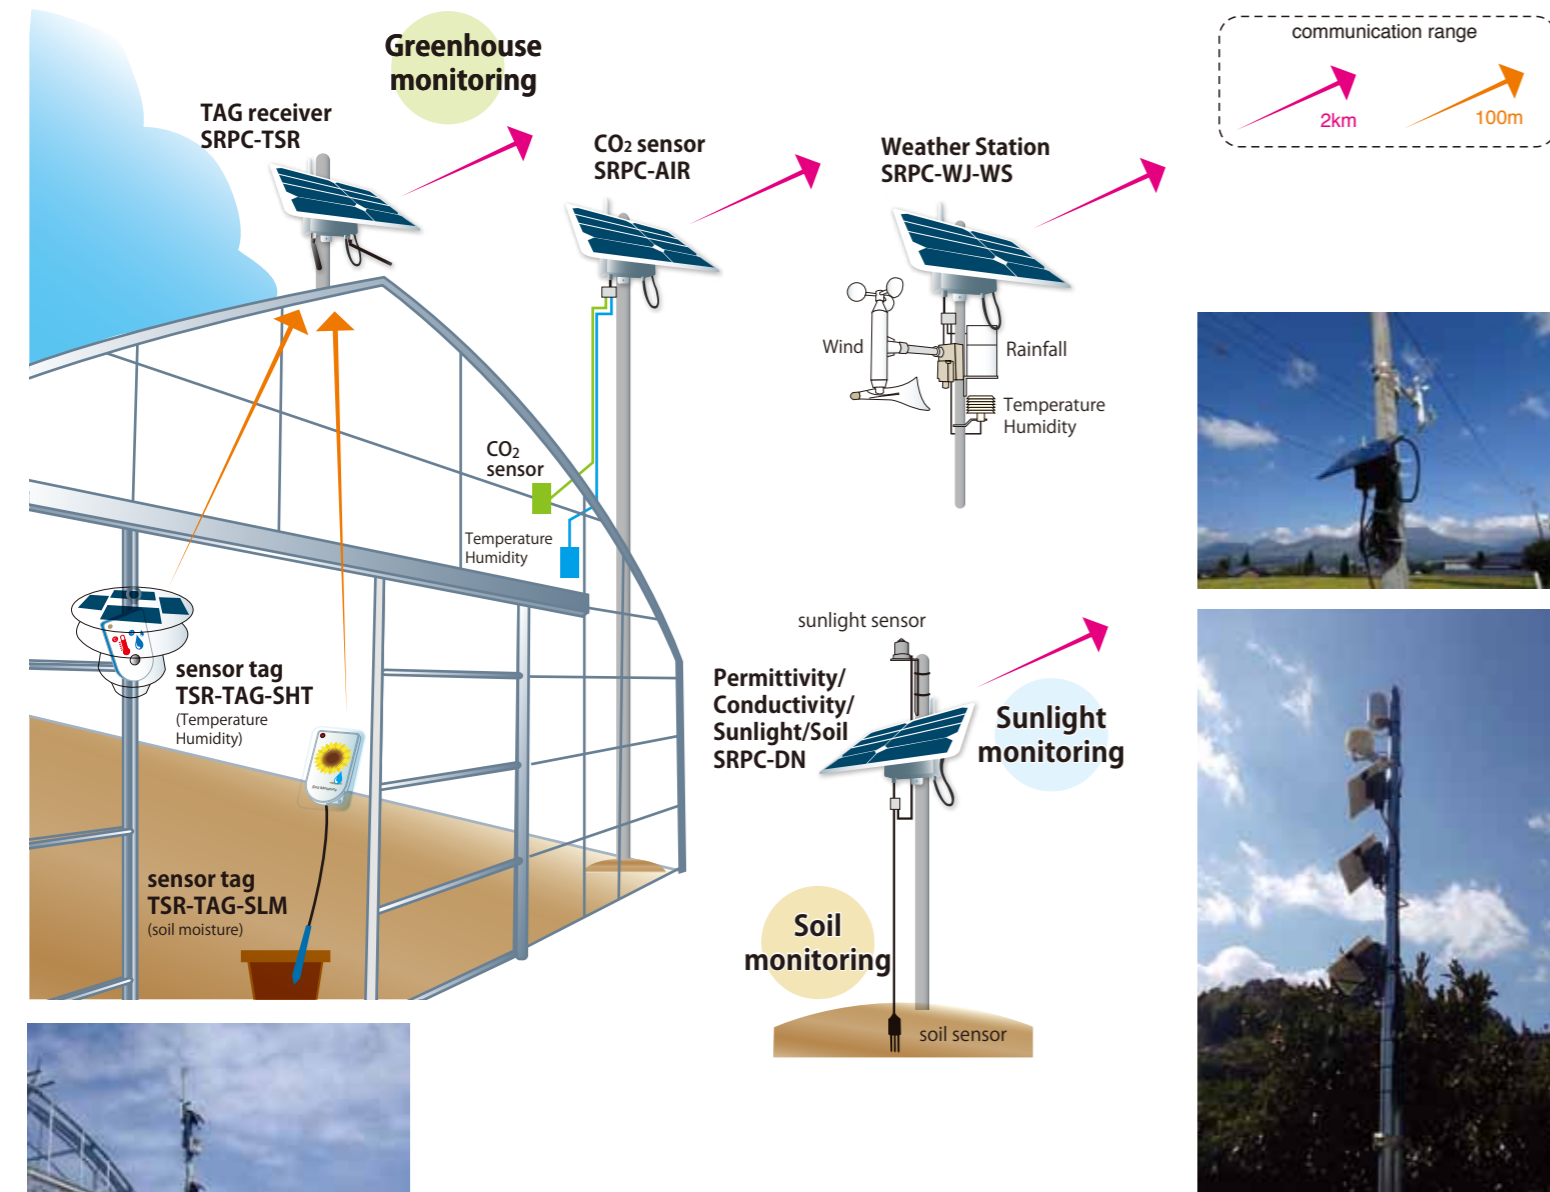 Greenhouse
monitoring
communication range
2km
100m
TAG receiver
SRPC-TSR
CO2 sensor
SRPC-AIR
Weather Station
SRPC-WJ-WS
Wind
Rainfall
Temperature
Humidity
CO2
sensor
Temperature
Humidity
sensor tag
TSR-TAG-SHT
(Temperature
Humidity)
sensor tag
TSR-TAG-SLM
(soil moisture)
sunlight sensor
Permittivity/
Conductivity/
Sunlight/Soil
SRPC-DN
Sunlight
monitoring
Soil
monitoring
soil sensor